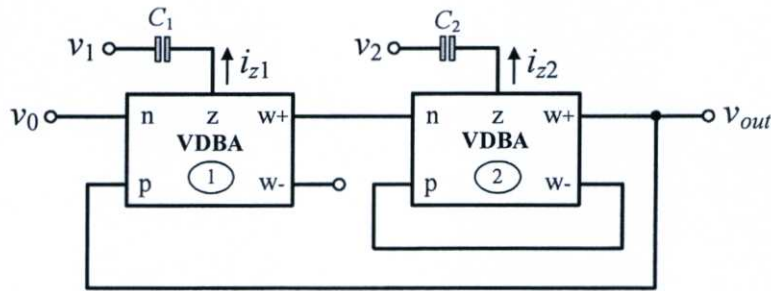 C1 C2
v1 iz1 v2 iz2
v0 n z w+ n z w+ vout
VDBA VDBA
p 1 w- p 2 w-